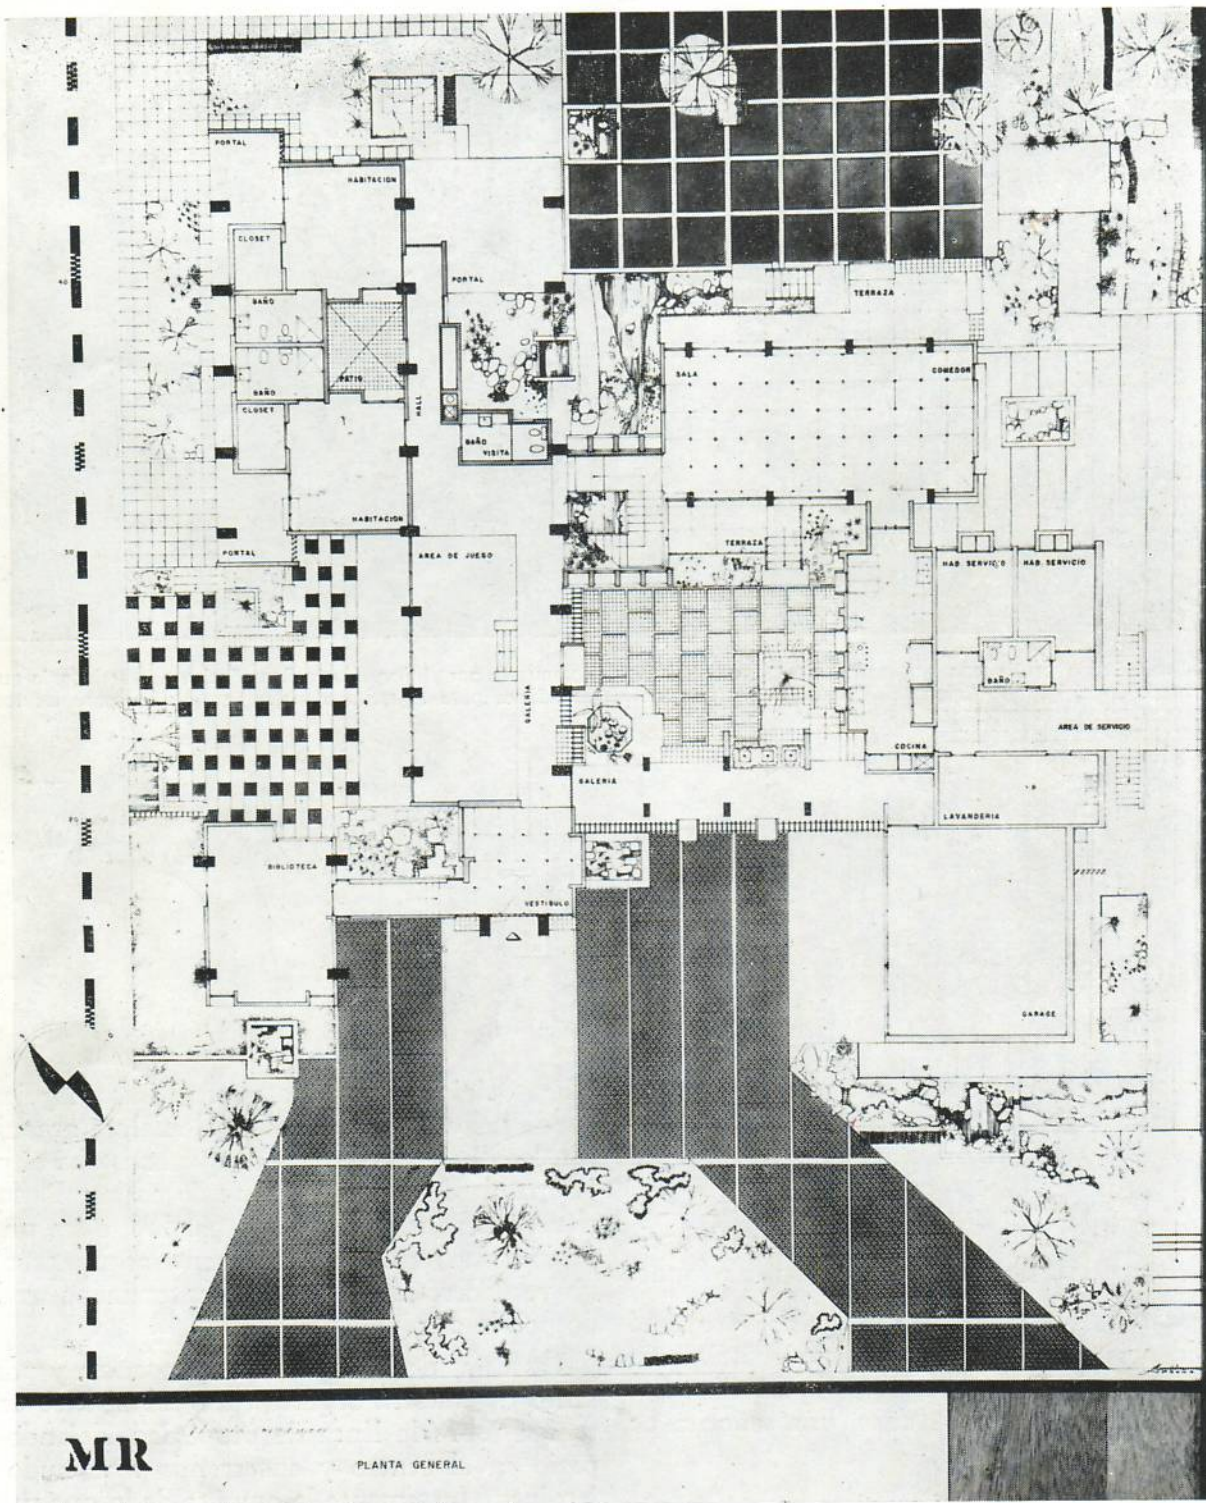 PORTAL
HABITACION
CLOSET
PORTAL
BAÑO
TERRAZA
PATIO
SALA
COMEDOR
BAÑO
CLOSET
HALL
BAÑO
VISITA
HABITACION
PORTAL
AREA DE JUEGO
TERRAZA
HAB. SERVICIO
HAB. SERVICIO
BAÑO
GALERIA
AREA DE SERVICIO
COCINA
GALERIA
LAVANDERIA
BIBLIOTECA
VESTIBULO
GARAGE
40
50
MR
PLANTA GENERAL